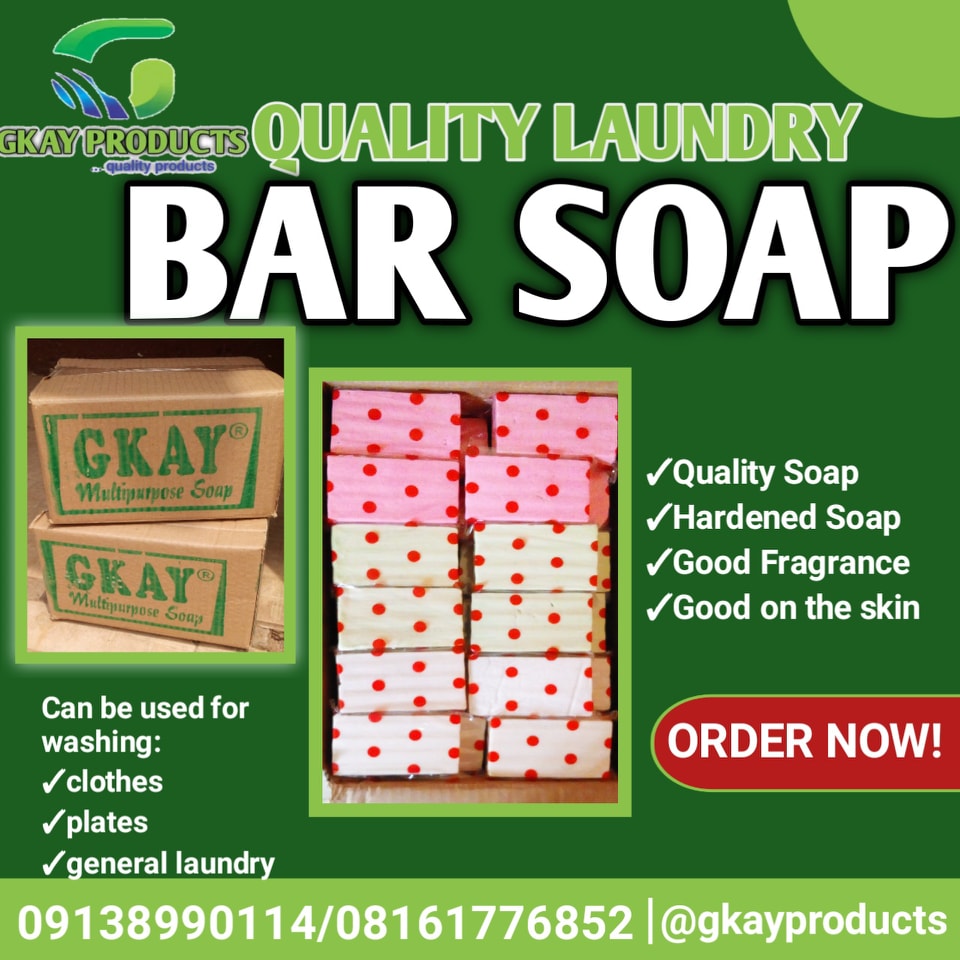 GKAY PRODUCTS
quality products
QUALITY LAUNDRY
BAR SOAP
GKAY®
Multipurpose Soap
GKAY®
Multipurpose Soap
✓Quality Soap
✓Hardened Soap
✓Good Fragrance
✓Good on the skin
Can be used for
washing:
✓clothes
✓plates
✓general laundry
ORDER NOW!
09138990114/08161776852 |@gkayproducts